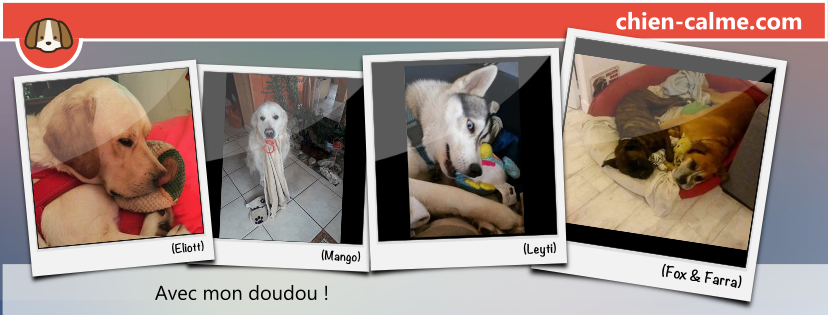 chien-calme.com
(Eliott)
(Mango)
(Leyti)
(Fox & Farra)
Avec mon doudou !